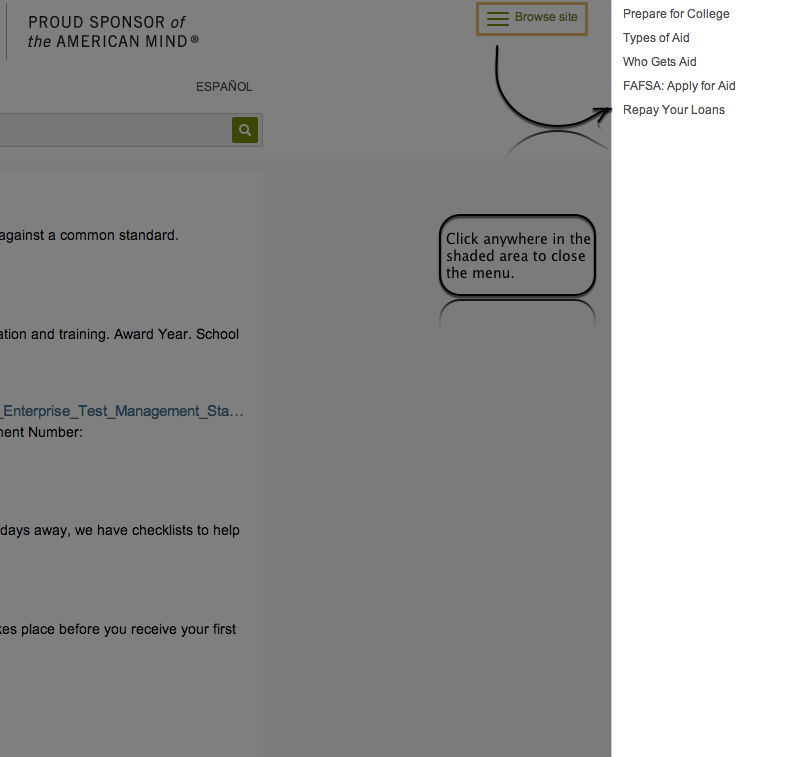 PROUD SPONSOR of
the AMERICAN MIND®
Browse site
ESPAÑOL
Prepare for College
Types of Aid
Who Gets Aid
FAFSA: Apply for Aid
Repay Your Loans
against a common standard.
Click anywhere in the
shaded area to close
the menu.
ation and training. Award Year. School
_Enterprise_Test_Management_Sta...
ent Number:
days away, we have checklists to help
kes place before you receive your first